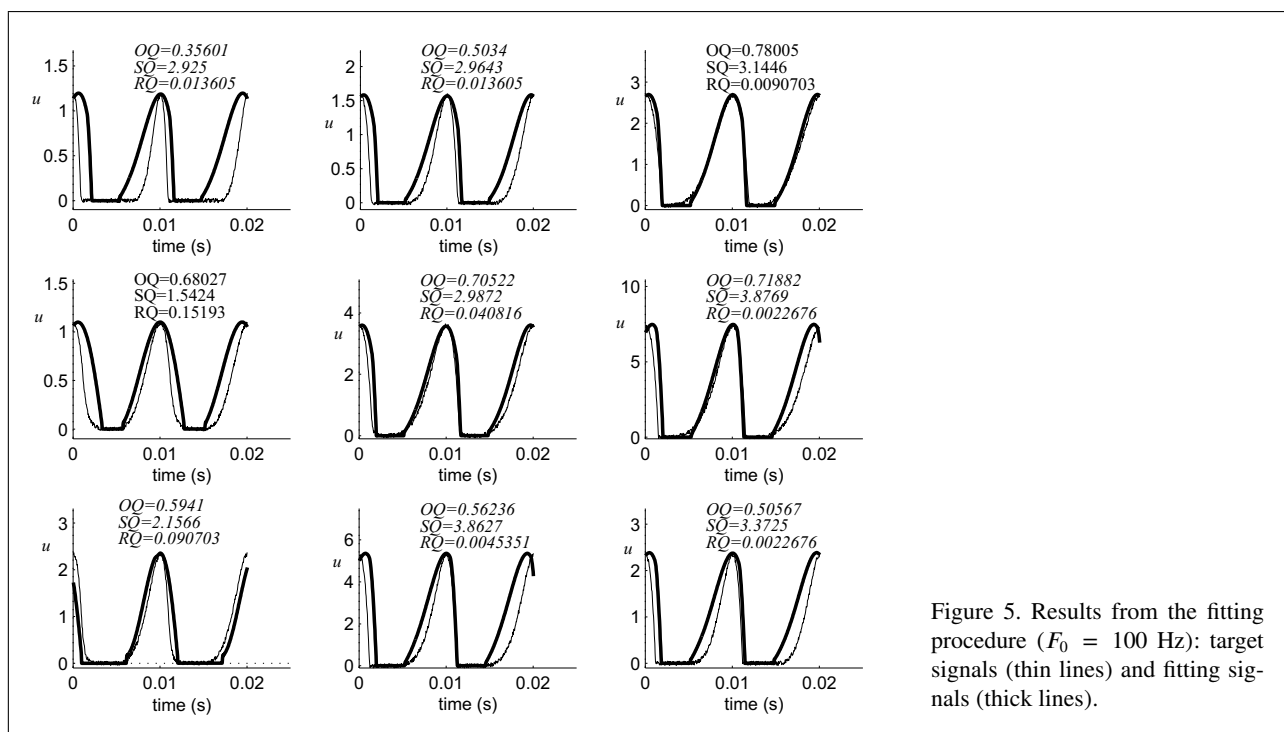 OQ=0.35601
SQ=2.925
RQ=0.013605
1.5
1
0.5
0
u
0
0.01
0.02
time (s)
OQ=0.5034
SQ=2.9643
RQ=0.013605
2
1.5
1
0.5
0
u
0
0.01
0.02
time (s)
OQ=0.78005
SQ=3.1446
RQ=0.0090703
3
2
1
0
u
0
0.01
0.02
time (s)
OQ=0.68027
SQ=1.5424
RQ=0.15193
1.5
1
0.5
0
u
0
0.01
0.02
time (s)
OQ=0.70522
SQ=2.9872
RQ=0.040816
4
2
0
u
0
0.01
0.02
time (s)
OQ=0.71882
SQ=3.8769
RQ=0.0022676
10
5
0
u
0
0.01
0.02
time (s)
OQ=0.5941
SQ=2.1566
RQ=0.090703
3
2
1
0
u
0
0.01
0.02
time (s)
OQ=0.56236
SQ=3.8627
RQ=0.0045351
6
4
2
0
u
0
0.01
0.02
time (s)
OQ=0.50567
SQ=3.3725
RQ=0.0022676
3
2
1
0
u
0
0.01
0.02
time (s)
Figure 5. Results from the fitting
procedure (F₀ = 100 Hz): target
signals (thin lines) and fitting sig-
nals (thick lines).